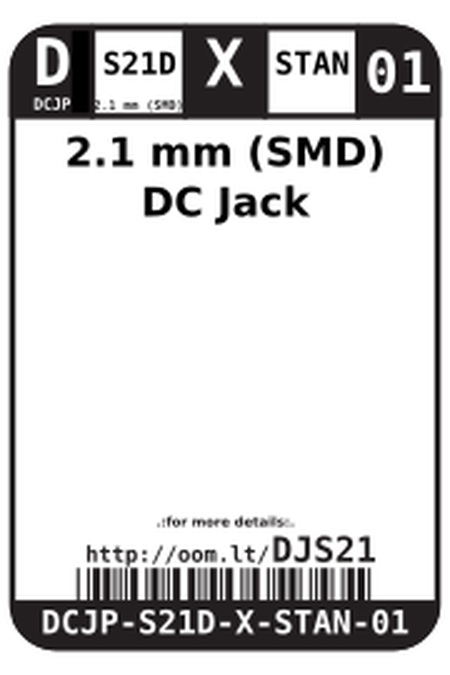 D S21D X STAN 01
DCJP 2.1 mm (SMD)
2.1 mm (SMD)
DC Jack
.:for more details:.
http://oom.lt/DJS21
DCJP-S21D-X-STAN-01